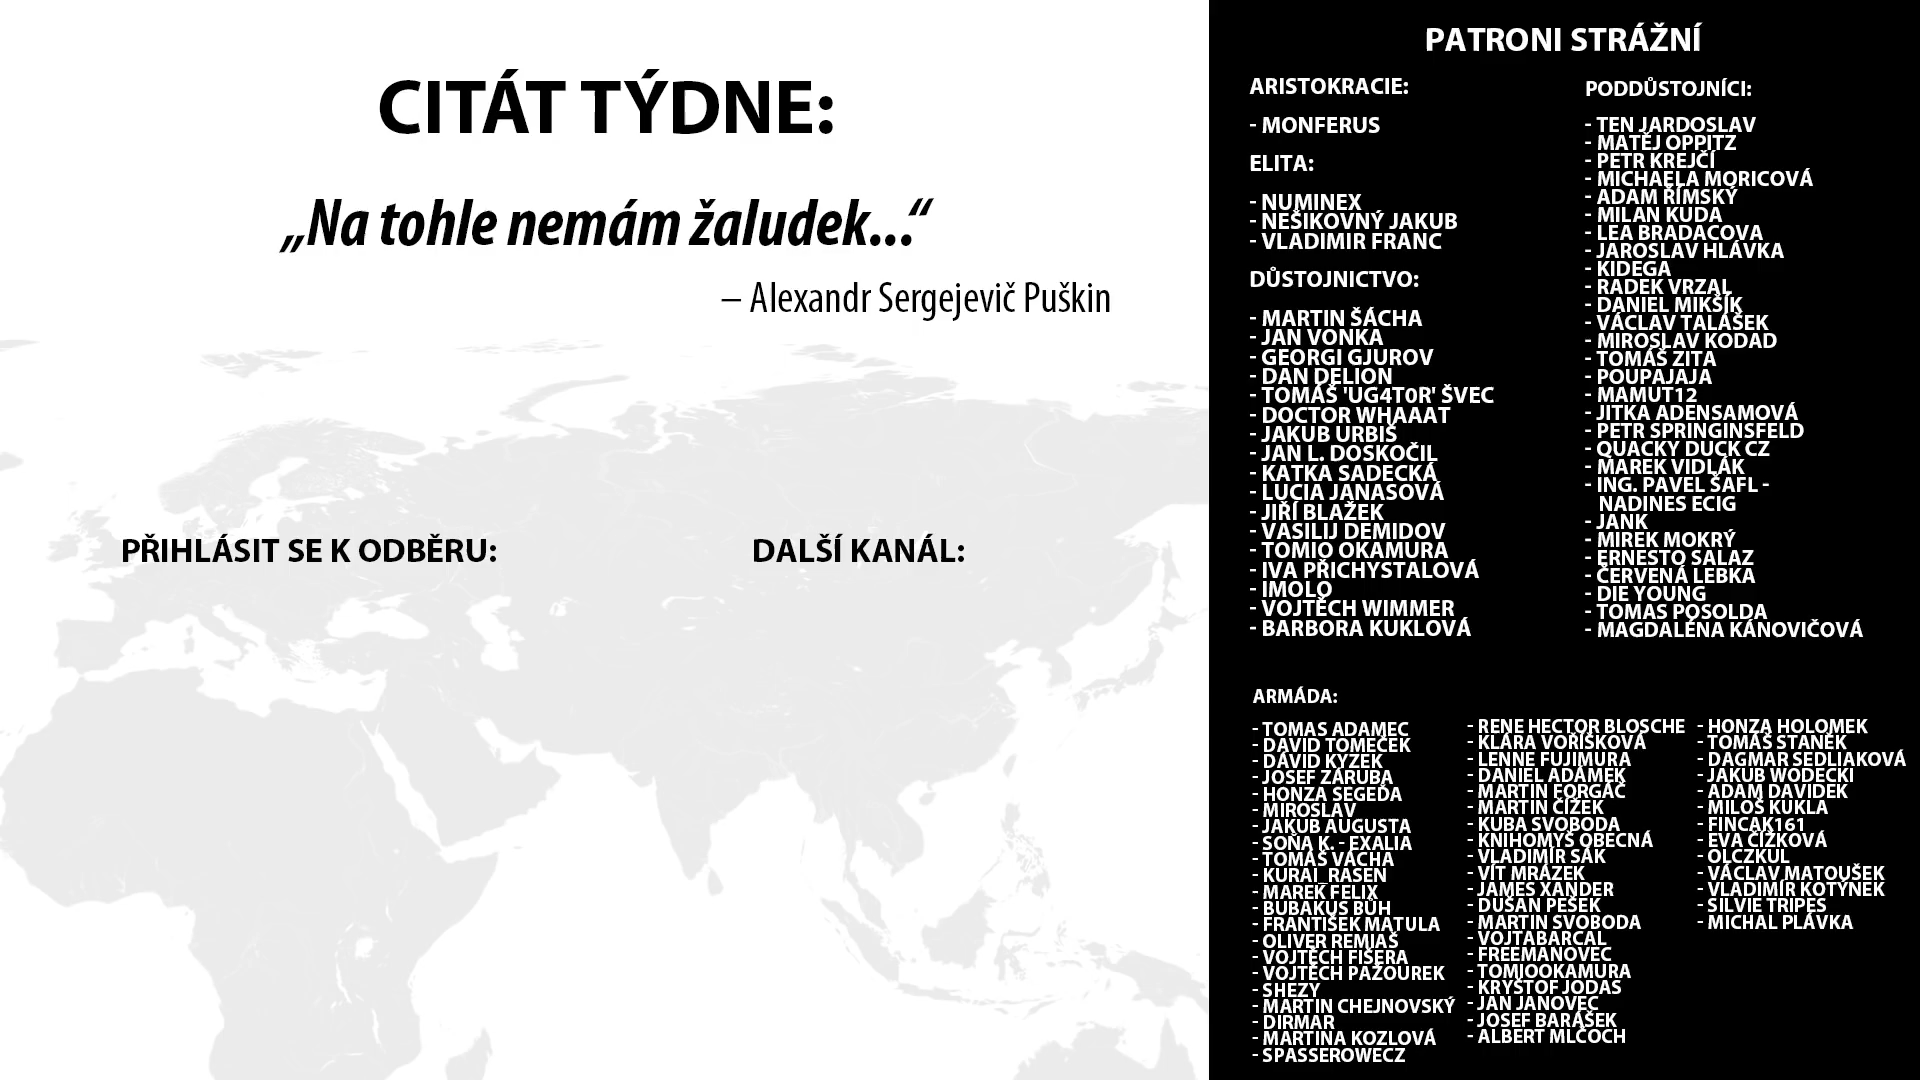 CITÁT TÝDNE:
„Na tohle nemám žaludek...“
– Alexandr Sergejevič Puškin
PŘIHLÁSIT SE K ODBĚRU:
DALŠÍ KANÁL:
PATRONI STRÁŽNÍ
ARISTOKRACIE:
- MONFERUS
ELITA:
- NUMINEX
- NEŠIKOVNÝ JAKUB
- VLADIMIR FRANC
DŮSTOJNICTVO:
- MARTIN ŠÁCHA
- JAN VONKA
- GEORGI GJUROV
- DAN DELION
- TOMÁŠ 'UG4T0R' ŠVEC
- DOCTOR WHAAAT
- JAKUB URBIŠ
- JAN L. DOSKOČIL
- KATKA SADECKÁ
- LUCIA JANASOVÁ
- JIŘÍ BLAŽEK
- VASILIJ DEMIDOV
- TOMIO OKAMURA
- IVA PŘICHYSTALOVÁ
- IMOLO
- VOJTĚCH WIMMER
- BARBORA KUKLOVÁ
PODDŮSTOJNÍCI:
- TEN JARDOSLAV
- MATĚJ OPPITZ
- PETR KREJČÍ
- MICHAELA MORICOVÁ
- ADAM ŘÍMSKÝ
- MILAN KUDA
- LEA BRADACOVA
- JAROSLAV HLÁVKA
- KIDEGA
- RADEK VRZAL
- DANIEL MIKŠÍK
- VÁCLAV TALÁŠEK
- MIROSLAV KODAD
- TOMÁŠ ZITA
- POUPAJAJA
- MAMUT12
- JITKA ADENSAMOVÁ
- PETR SPRINGINSFELD
- QUACKY DUCK CZ
- MAREK VIDLÁK
- ING. PAVEL ŠAFL -
NADINES ECIG
- JANK
- MIREK MOKRÝ
- ERNESTO SALAZ
- ČERVENÁ LEBKA
- DIE YOUNG
- TOMAS POSOLDA
- MAGDALÉNA KÁNOVIČOVÁ
ARMÁDA:
- TOMAS ADAMEC
- DAVID TOMEČEK
- DAVID KYZEK
- JOSEF ZÁRUBA
- HONZA SEGEĎA
- MIROSLAV
- JAKUB AUGUSTA
- SOŇA K. - EXALIA
- TOMÁŠ VÁCHA
- KURAI_RASEN
- MAREK FELIX
- BUBAKUS BŮH
- FRANTIŠEK MATULA
- OLIVER REMIÁŠ
- VOJTĚCH FIŠERA
- VOJTĚCH PAŽOUREK
- SHEZY
- MARTIN CHEJNOVSKÝ
- DIRMAR
- MARTINA KOZLOVÁ
- SPASSEROWECZ
- RENE HECTOR BLOSCHE
- KLÁRA VOŘÍŠKOVÁ
- LENNE FUJIMURA
- DANIEL ADÁMEK
- MARTIN FORGÁČ
- MARTIN ČÍŽEK
- KUBA SVOBODA
- KNIHOMYŠ OBECNÁ
- VLADIMÍR SÁK
- VÍT MRÁZEK
- JAMES XANDER
- DUŠAN PEŠEK
- MARTIN SVOBODA
- VOJTABARCAL
- FREEMANOVEC
- TOMIOOKAMURA
- KRYŠTOF JODAS
- JAN JANOVEC
- JOSEF BARÁŠEK
- ALBERT MLČOCH
- HONZA HOLOMEK
- TOMÁŠ STANĚK
- DAGMAR SEDLIAKOVÁ
- JAKUB WODECKI
- ADAM DAVIDEK
- MILOŠ KUKLA
- FINCAK161
- EVA ČÍŽKOVÁ
- OLCZKUL
- VÁCLAV MATOUŠEK
- VLADIMÍR KOTÝNEK
- SILVIE TRIPES
- MICHAL PLÁVKA